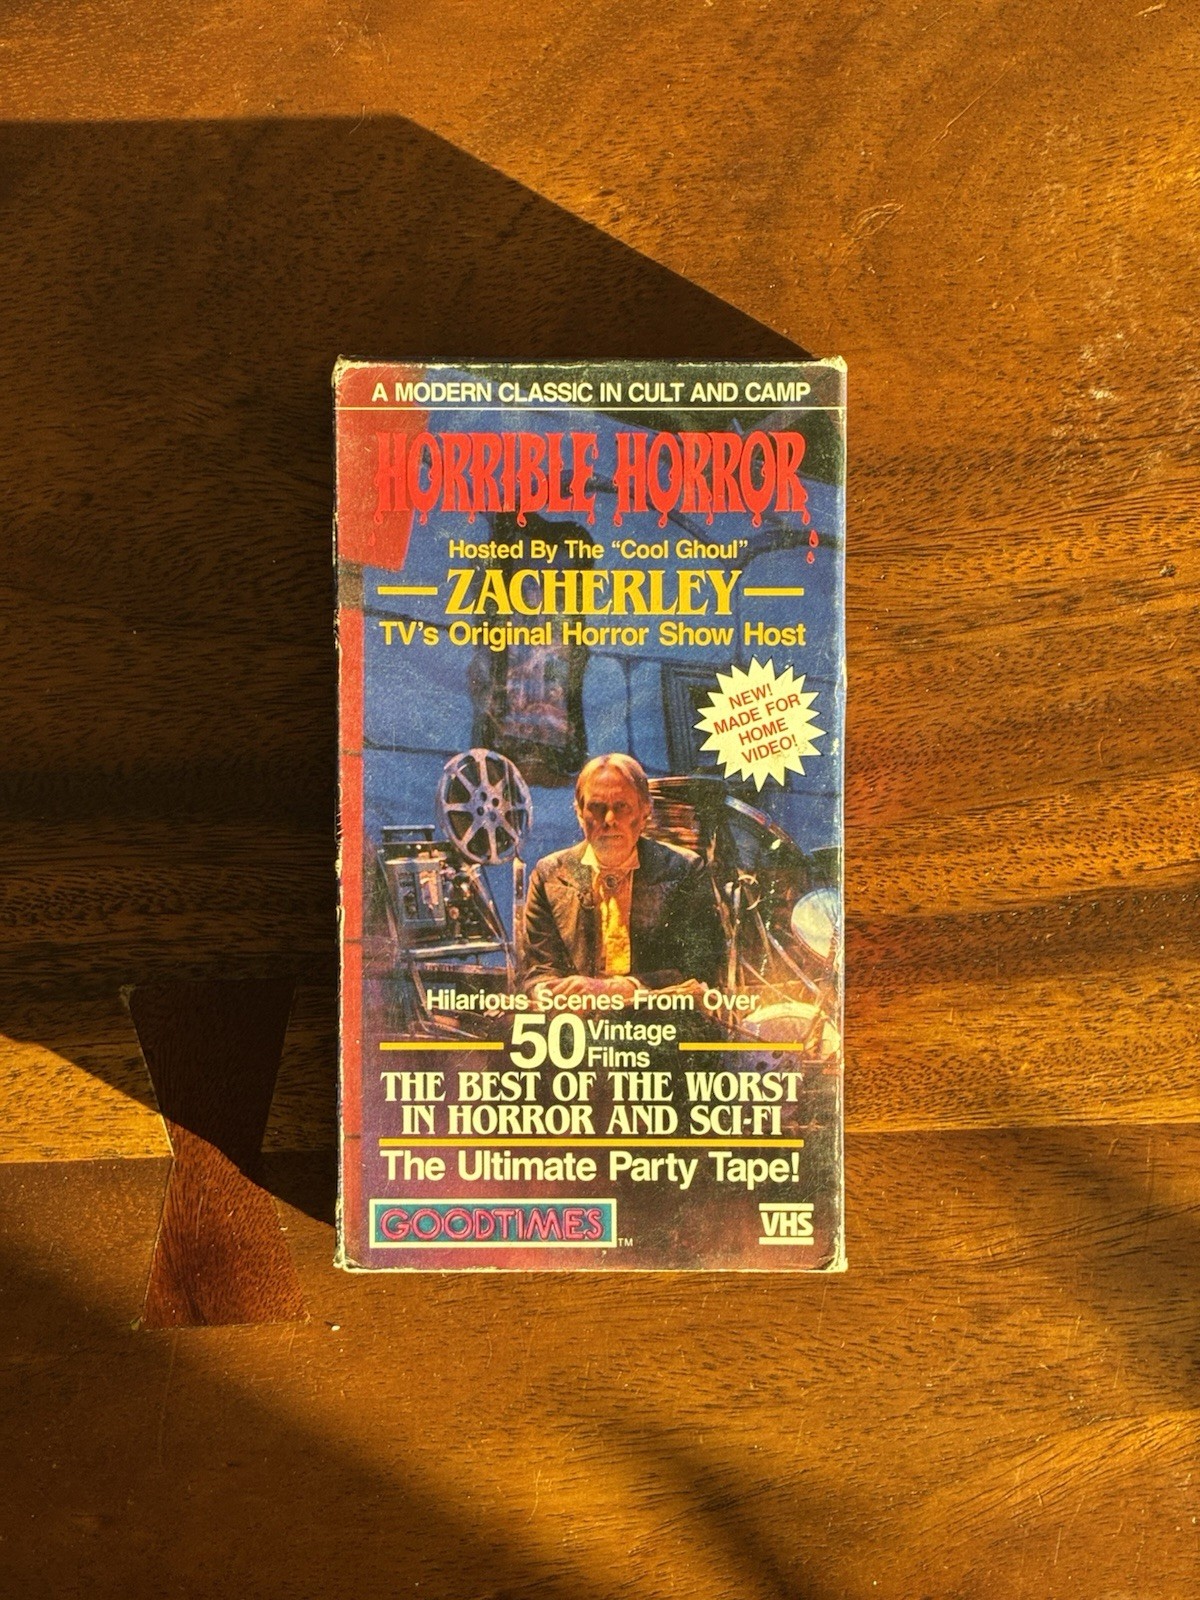 A MODERN CLASSIC IN CULT AND CAMP
HORRIBLE HORROR
Hosted By The “Cool Ghoul”
ZACHERLEY
TV's Original Horror Show Host
NEW!
MADE FOR
HOME
VIDEO!
Hilarious Scenes From Over
50 Vintage
Films
THE BEST OF THE WORST
IN HORROR AND SCI-FI
The Ultimate Party Tape!
GOODTIMES TM
VHS